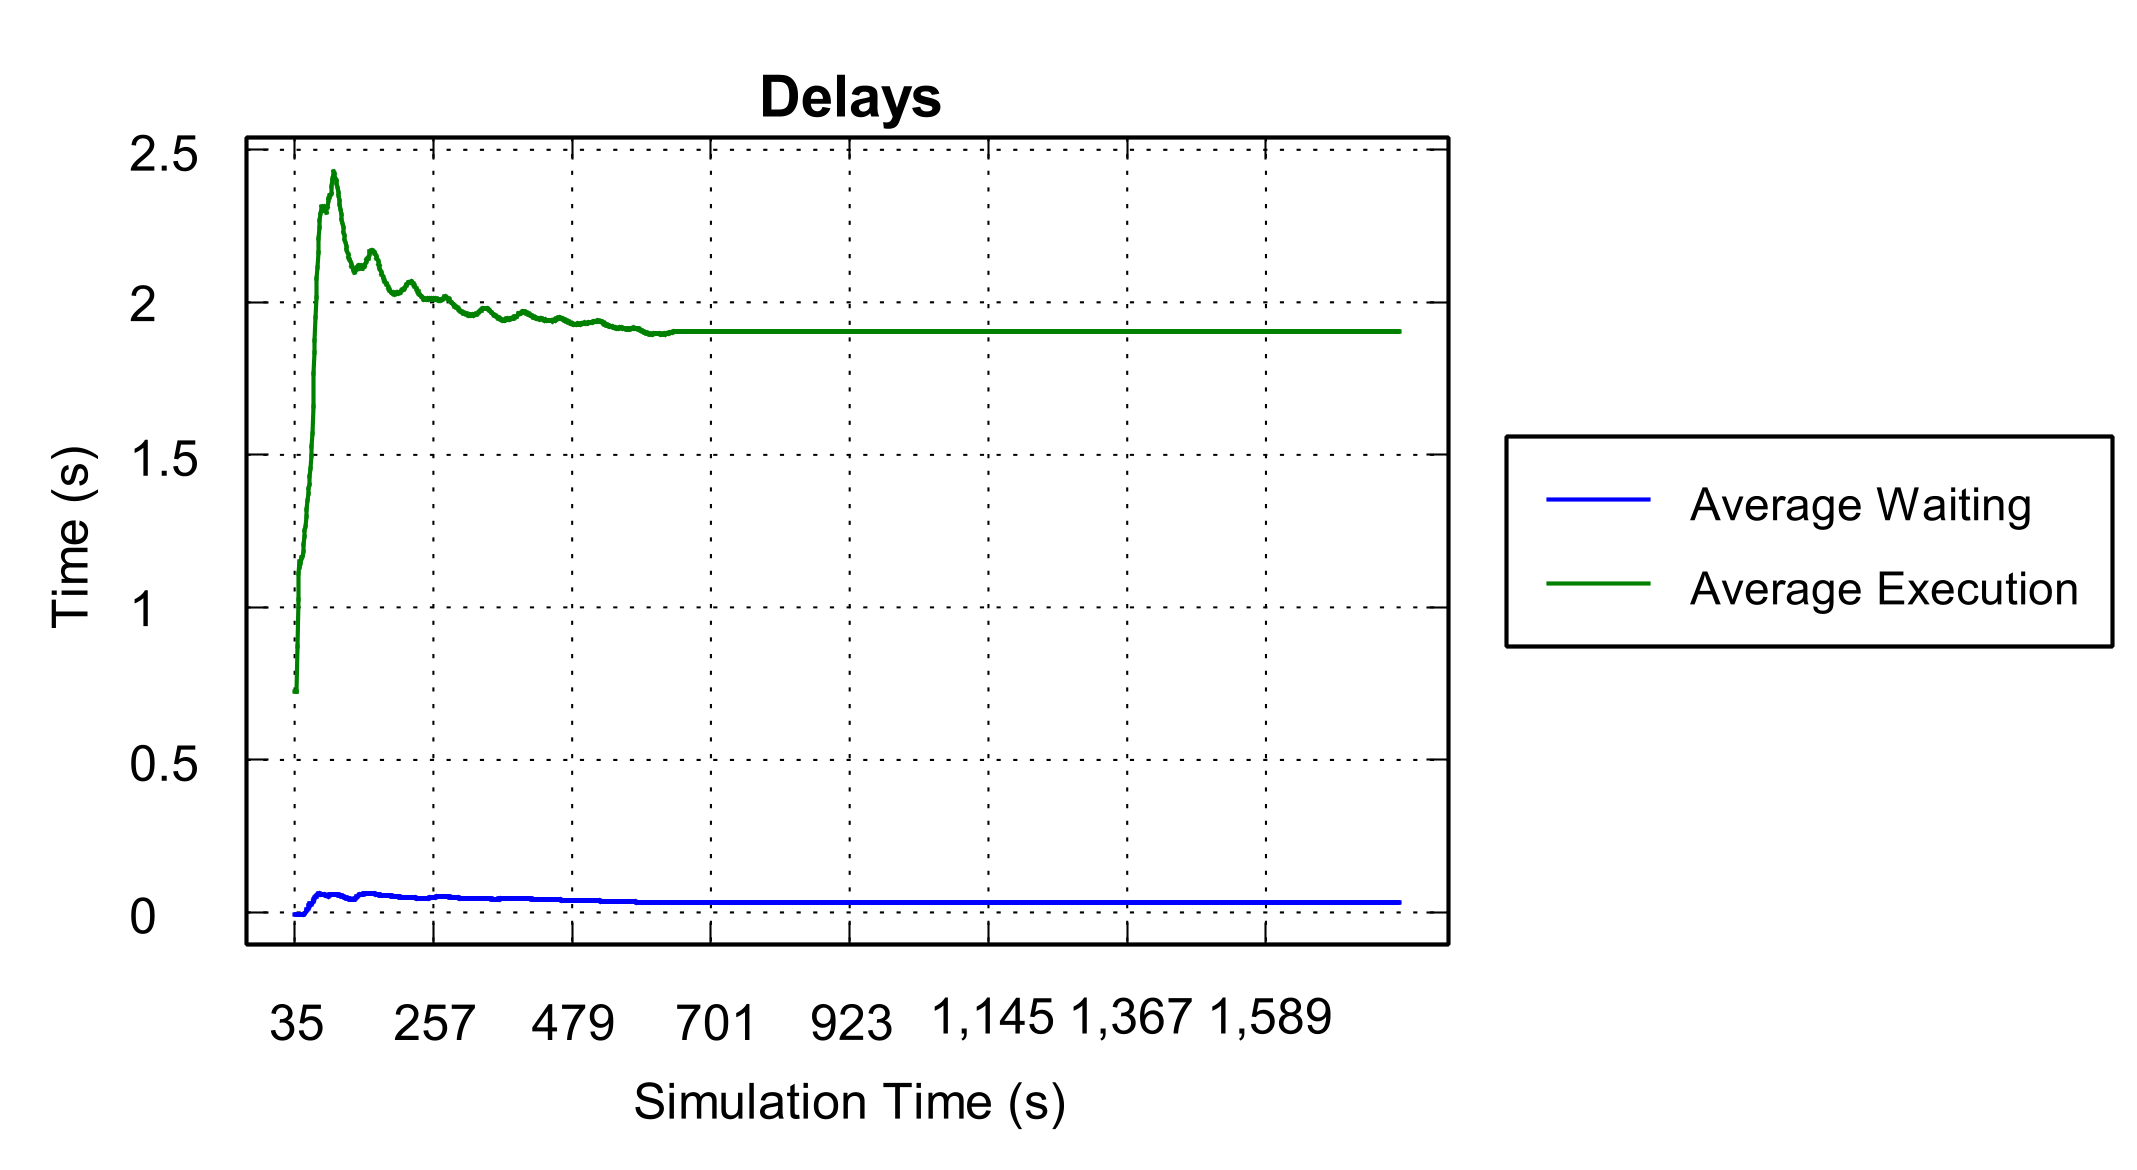 Delays
2.5
2
1.5
1
0.5
0
Time (s)
35 257 479 701 923 1,145 1,367 1,589
Simulation Time (s)
Average Waiting
Average Execution